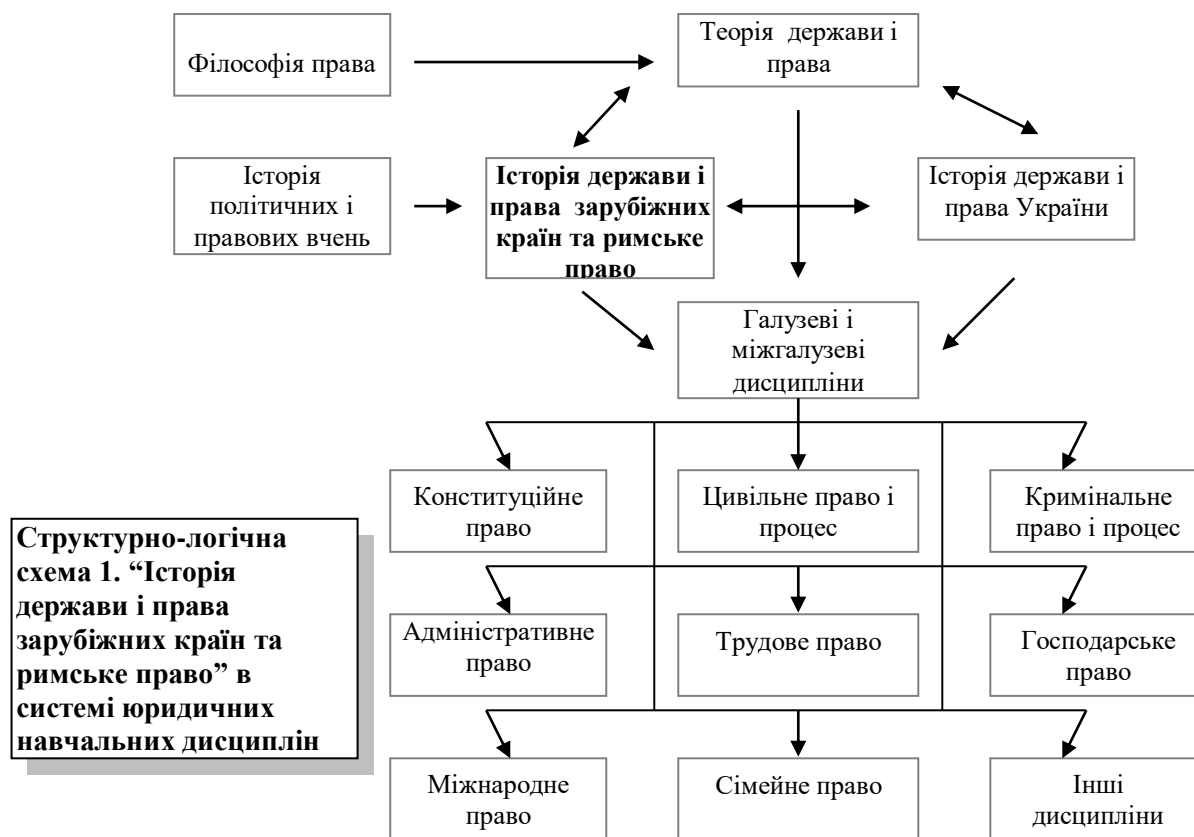 Філософія права
Теорія держави і
права
Історія
політичних і
правових вчень
Історія держави і
права зарубіжних
країн та римське
право
Історія держави і
права України
Галузеві і
міжгалузеві
дисципліни
Конституційне
право
Цивільне право і
процес
Кримінальне
право і процес
Структурно-логічна
схема 1. “Історія
держави і права
зарубіжних країн та
римське право” в
системі юридичних
навчальних дисциплін
Адміністративне
право
Трудове право
Господарське
право
Міжнародне
право
Сімейне право
Інші
дисципліни